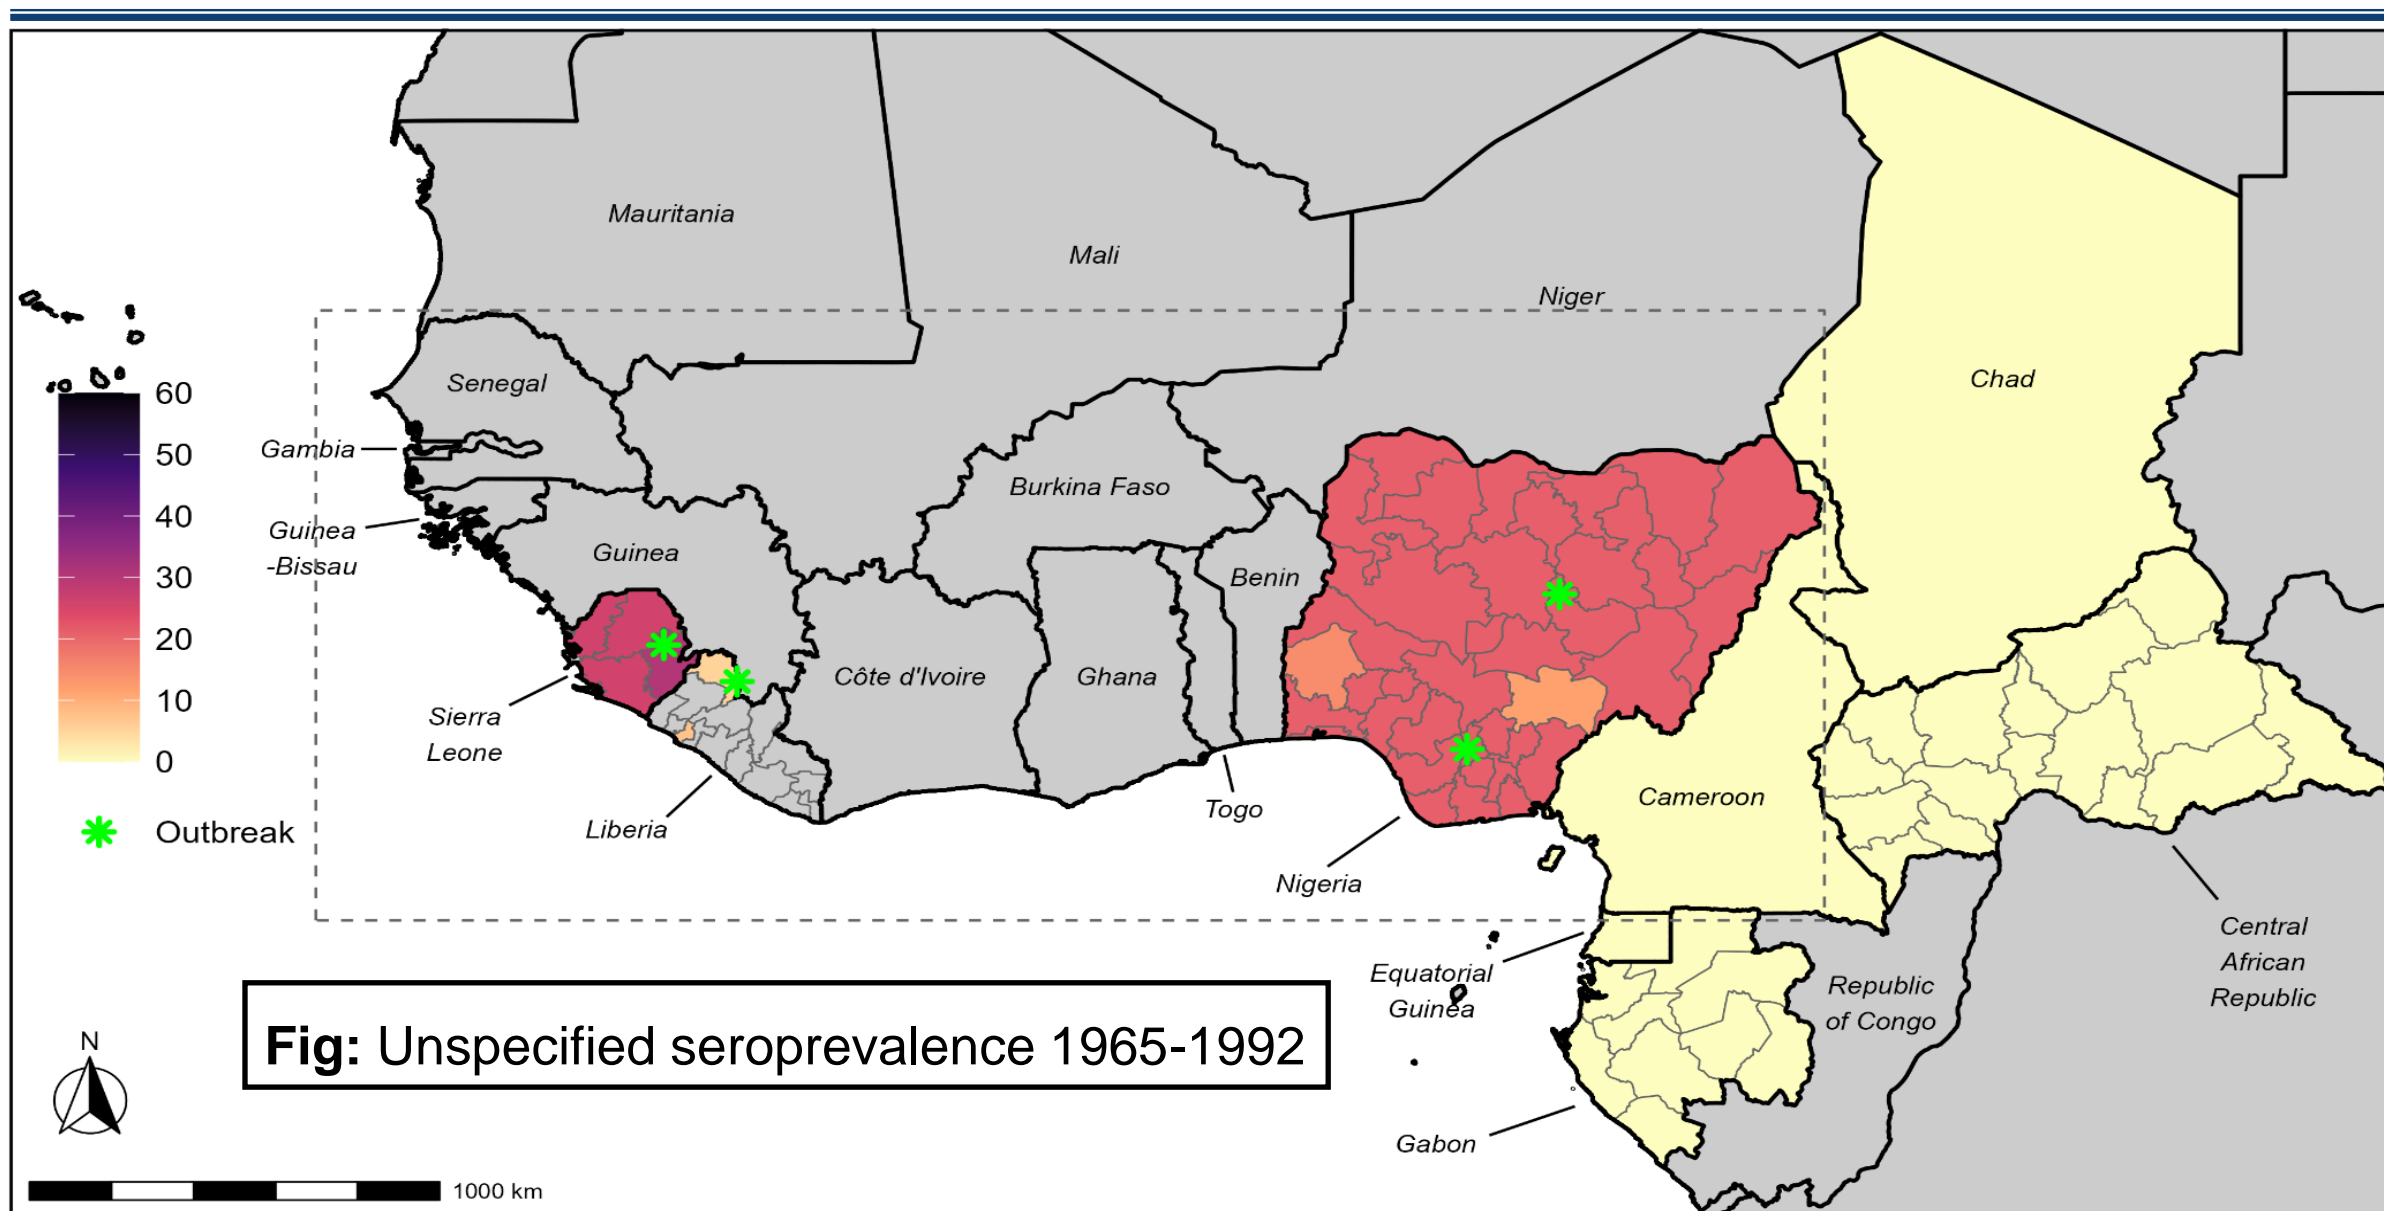 Mauritania
Mali
Niger
Chad
Senegal
Gambia
Guinea
-Bissau
Guinea
Burkina Faso
Benin
Côte d'Ivoire
Ghana
Sierra
Leone
Liberia
Togo
Nigeria
Cameroon
Equatorial
Guinea
Gabon
Republic
of Congo
Central
African
Republic
60
50
40
30
20
10
0
Outbreak
Fig: Unspecified seroprevalence 1965-1992
N
1000 km